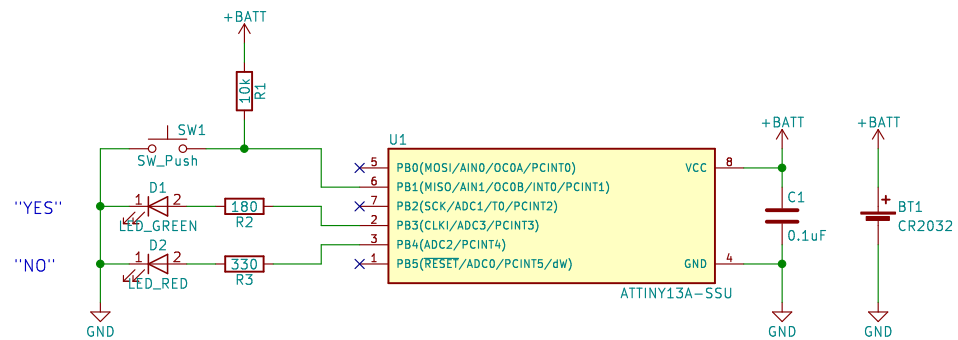 +BATT
10k
R1
SW1
SW_Push
U1
5 PB0(MOSI/AIN0/OC0A/PCINT0)
6 PB1(MISO/AIN1/OC0B/INT0/PCINT1)
7 PB2(SCK/ADC1/T0/PCINT2)
2 PB3(CLKI/ADC3/PCINT3)
3 PB4(ADC2/PCINT4)
1 PB5(RESET/ADC0/PCINT5/dW)
VCC 8
GND 4
ATTINY13A-SSU
"YES"
D1
1 2
LED_GREEN
180
R2
"NO"
D2
1 2
LED_RED
330
R3
GND
+BATT
C1
0.1uF
GND
+BATT
+
BT1
CR2032
GND